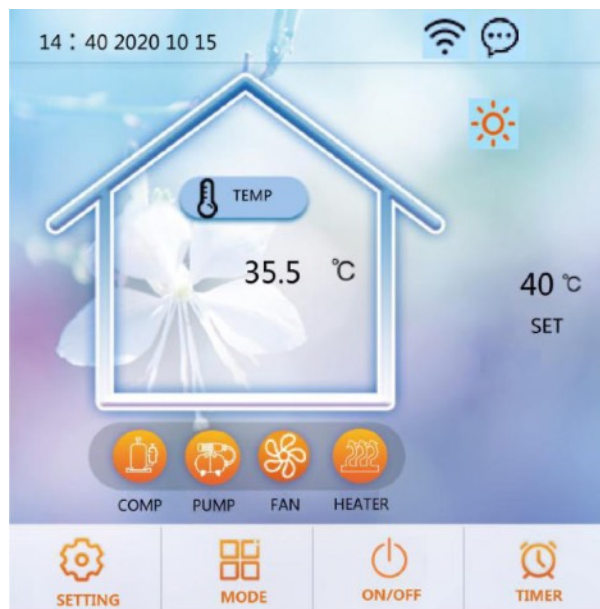 14：40 2020 10 15
TEMP
35.5 ℃
40 ℃
SET
COMP PUMP FAN HEATER
SETTING MODE ON/OFF TIMER